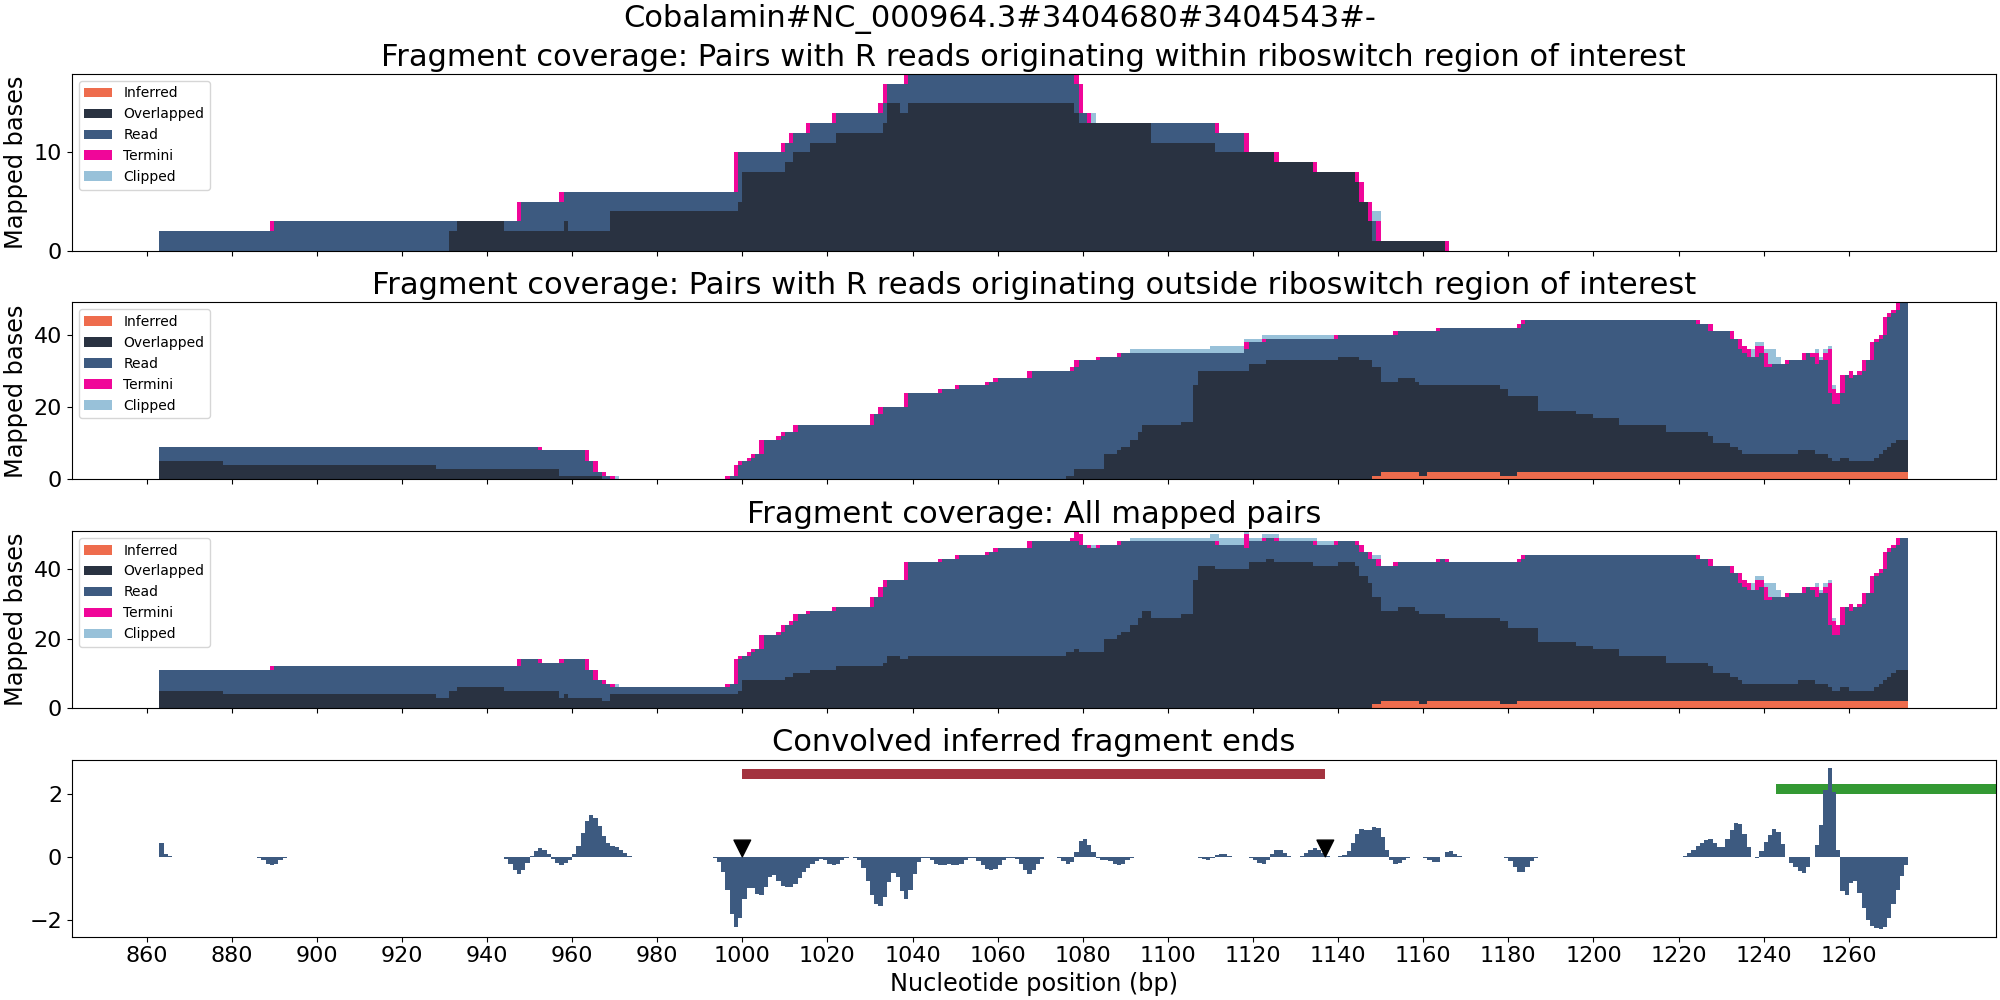 Cobalamin#NC_000964.3#3404680#3404543#-
Fragment coverage: Pairs with R reads originating within riboswitch region of interest
Mapped bases
10
0
Inferred
Overlapped
Read
Termini
Clipped
Fragment coverage: Pairs with R reads originating outside riboswitch region of interest
Mapped bases
40
20
0
Inferred
Overlapped
Read
Termini
Clipped
Fragment coverage: All mapped pairs
Mapped bases
40
20
0
Inferred
Overlapped
Read
Termini
Clipped
Convolved inferred fragment ends
2
0
−2
860 880 900 920 940 960 980 1000 1020 1040 1060 1080 1100 1120 1140 1160 1180 1200 1220 1240 1260
Nucleotide position (bp)